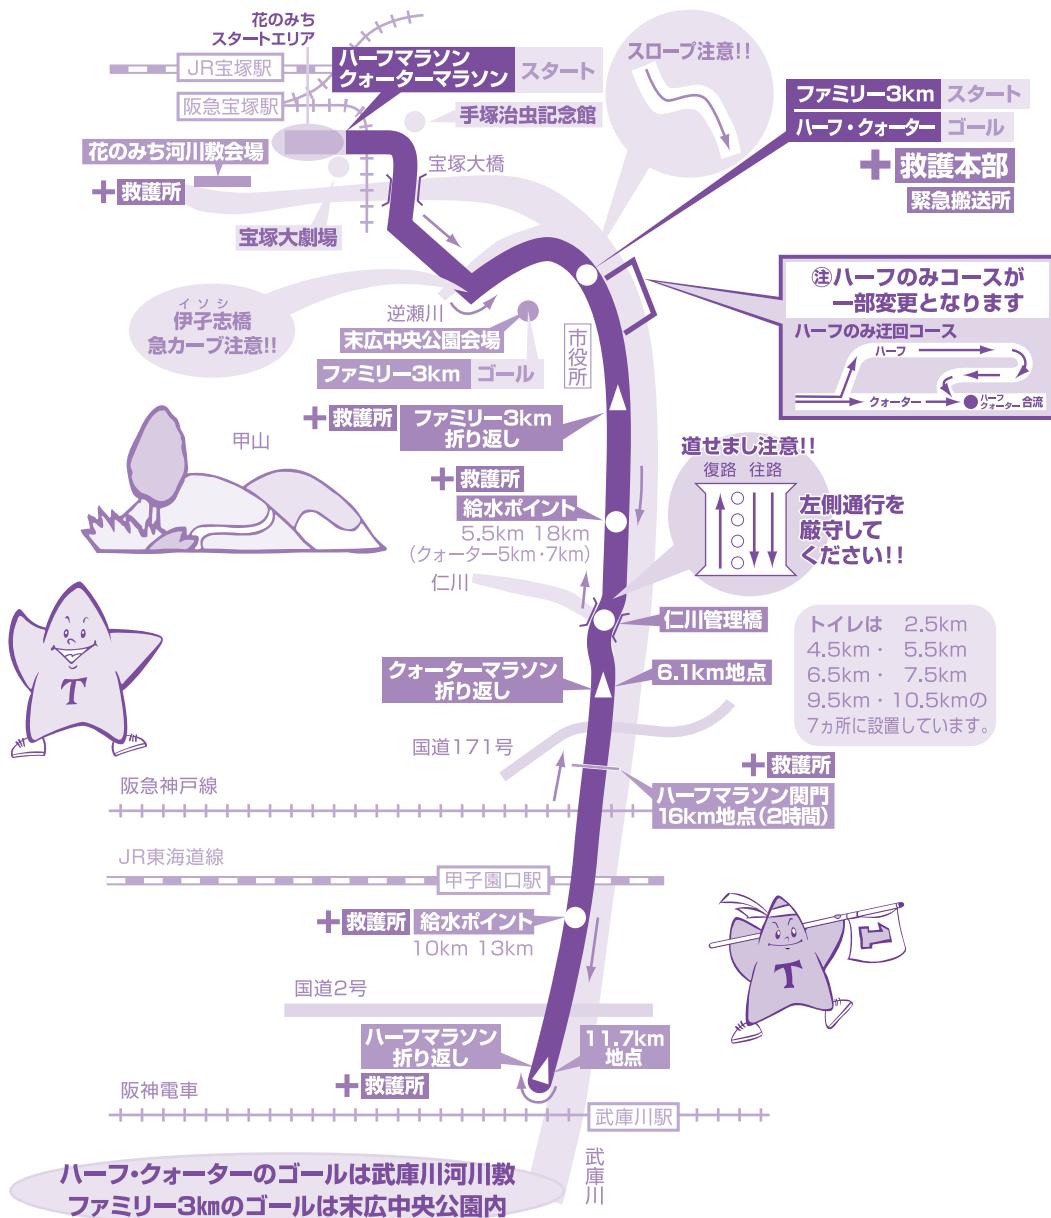 花のみち
スタートエリア
JR宝塚駅
阪急宝塚駅
ハーフマラソン
クォーターマラソン
スタート
手塚治虫記念館
花のみち河川敷会場
救護所
宝塚大橋
宝塚大劇場
スロープ注意!!
ファミリー3km スタート
ハーフ・クォーター ゴール
救護本部
緊急搬送所
イソシ
伊孑志橋
急カーブ注意!!
逆瀬川
末広中央公園会場
ファミリー3km ゴール
市役所
注ハーフのみコースが
一部変更となります
ハーフのみ迂回コース
ハーフ
クォーター
ハーフ
クォーター 合流
救護所
ファミリー3km
折り返し
甲山
救護所
給水ポイント
5.5km 18km
(クォーター5km・7km)
道せまし注意!!
復路 往路
左側通行を
厳守して
ください!!
仁川
仁川管理橋
トイレは 2.5km
4.5km・ 5.5km
6.5km・ 7.5km
9.5km・10.5kmの
7ヵ所に設置しています。
T
クォーターマラソン
折り返し
6.1km地点
国道171号
救護所
阪急神戸線
ハーフマラソン関門
16km地点(2時間)
JR東海道線
甲子園口駅
救護所
給水ポイント
10km 13km
T
T
国道2号
ハーフマラソン
折り返し
11.7km
地点
救護所
阪神電車
武庫川駅
武庫川
ハーフ・クォーターのゴールは武庫川河川敷
ファミリー3kmのゴールは末広中央公園内